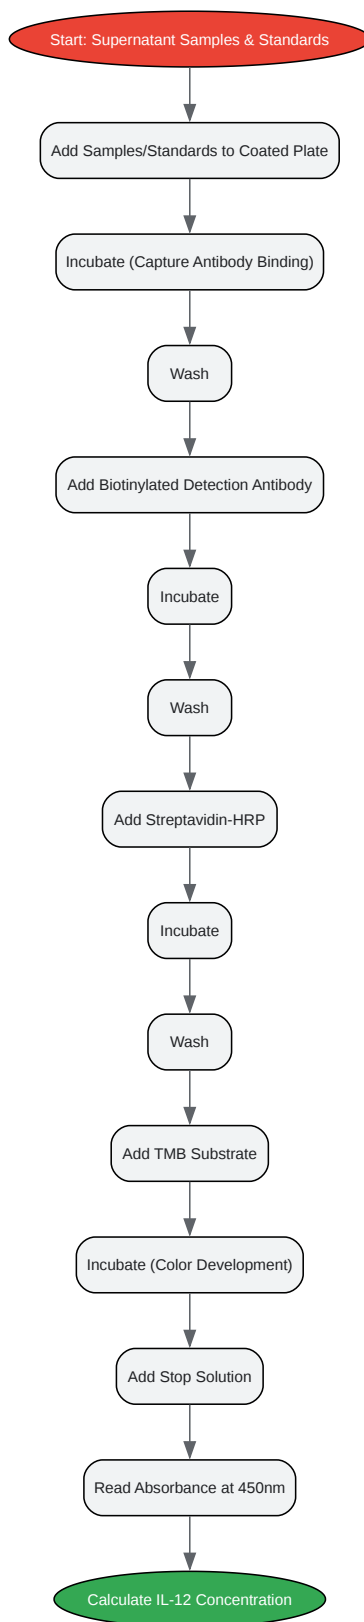 Start: Supernatant Samples & Standards
Add Samples/Standards to Coated Plate
Incubate (Capture Antibody Binding)
Wash
Add Biotinylated Detection Antibody
Incubate
Wash
Add Streptavidin-HRP
Incubate
Wash
Add TMB Substrate
Incubate (Color Development)
Add Stop Solution
Read Absorbance at 450nm
Calculate IL-12 Concentration